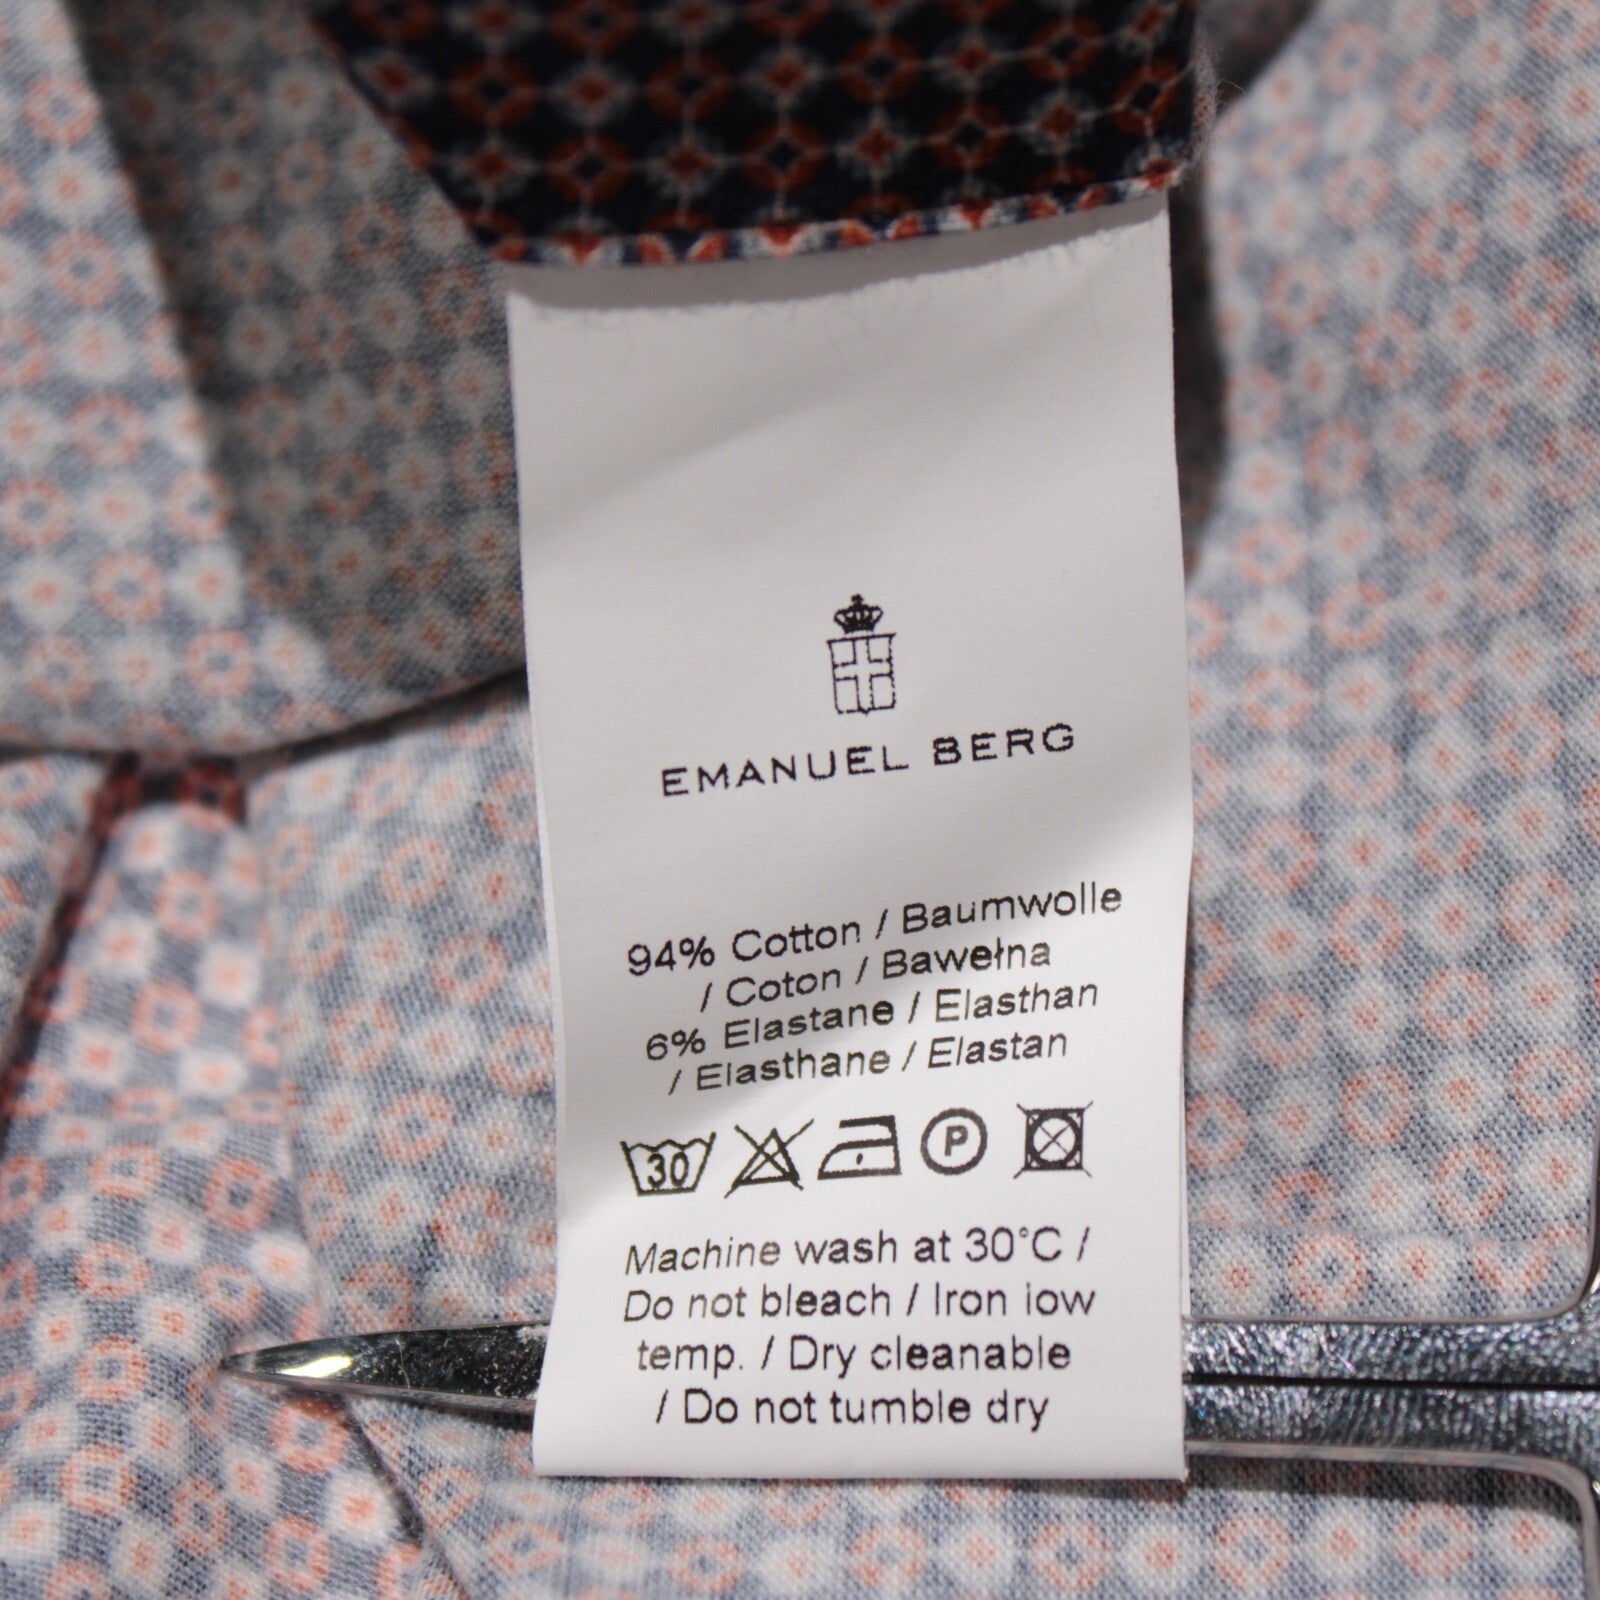 EMANUEL BERG
94% Cotton / Baumwolle
/ Coton / Bawełna
6% Elastane / Elasthan
/ Elasthane / Elastan
30 P
Machine wash at 30°C /
Do not bleach / Iron low
temp. / Dry cleanable
/ Do not tumble dry